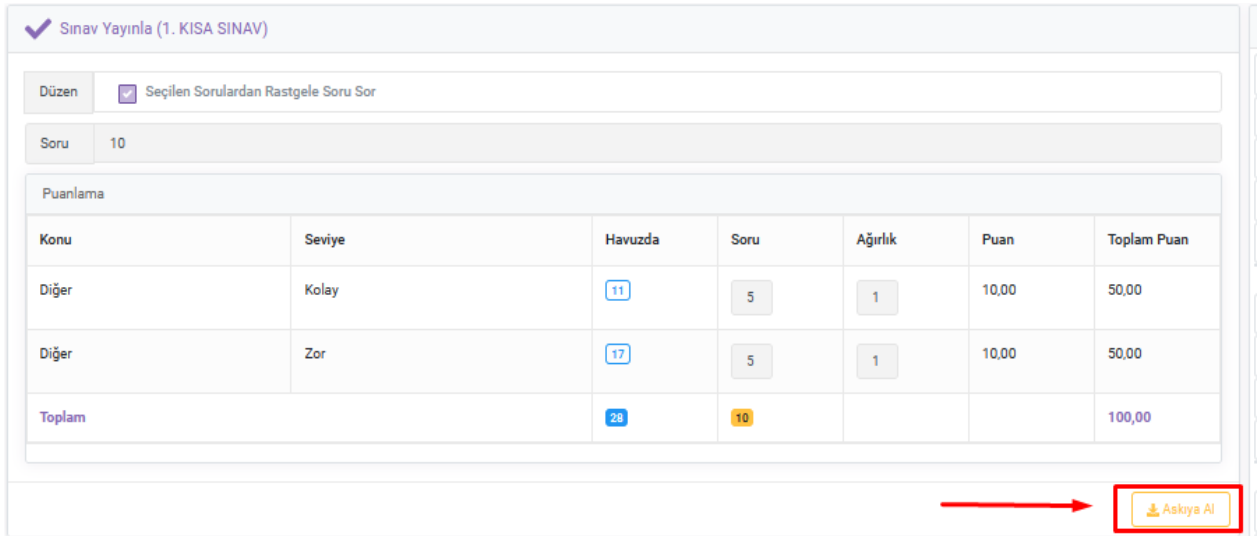 Sınav Yayınla (1. KISA SINAV)
Düzen Seçilen Sorulardan Rastgele Soru Sor
Soru 10
Puanlama
Konu Seviye Havuzda Soru Ağırlık Puan Toplam Puan
Diğer Kolay 11 5 1 10,00 50,00
Diğer Zor 17 5 1 10,00 50,00
Toplam 28 10 100,00
Askıya Al